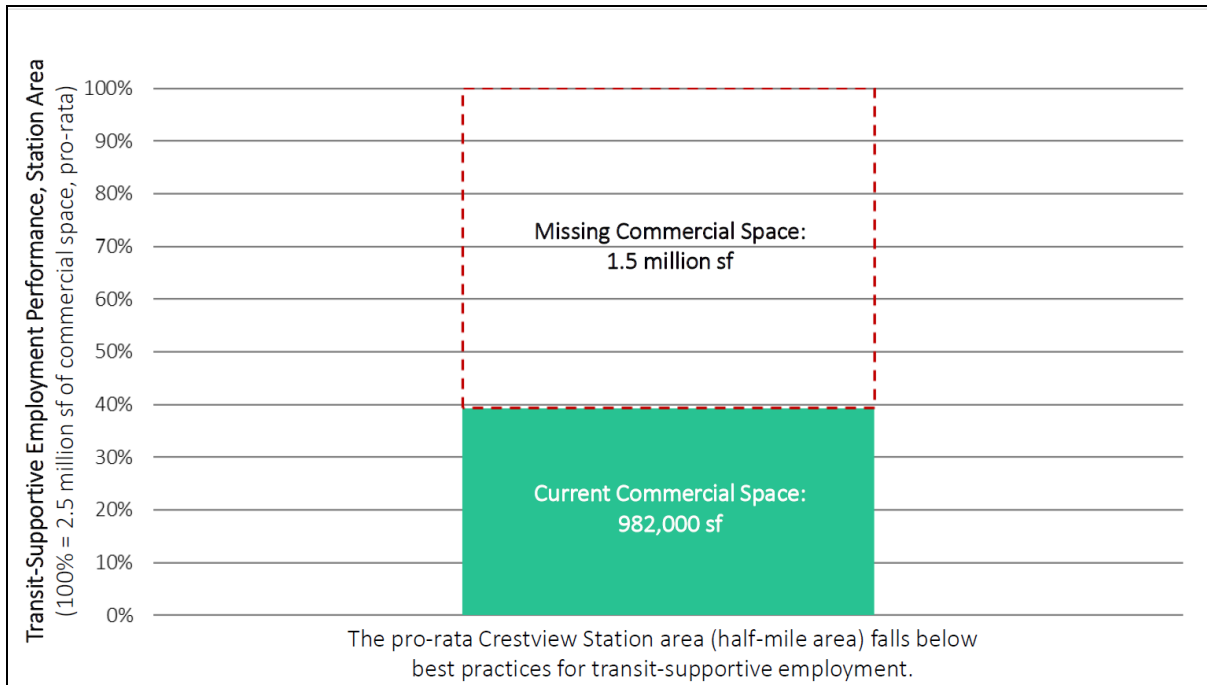 Transit-Supportive Employment Performance, Station Area
(100% = 2.5 million sf of commercial space, pro-rata)
100%
90%
80%
70%
60%
50%
40%
30%
20%
10%
0%
Missing Commercial Space:
1.5 million sf
Current Commercial Space:
982,000 sf
The pro-rata Crestview Station area (half-mile area) falls below
best practices for transit-supportive employment.